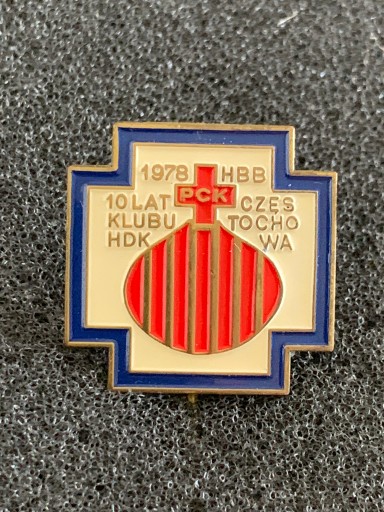 1978 HBB
PCK
10 LAT CZĘS
KLUBU TOCHO
HDK WA